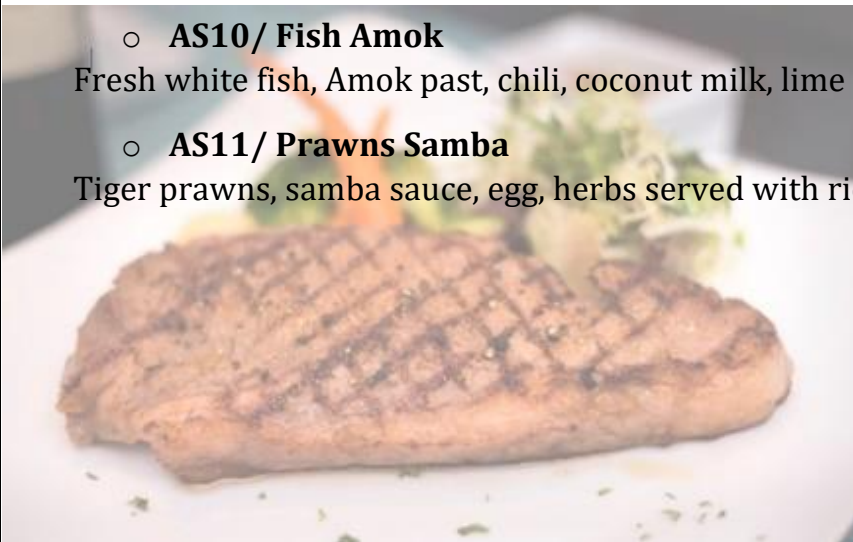 ○ AS10/ Fish Amok
Fresh white fish, Amok past, chili, coconut milk, lime
○ AS11/ Prawns Samba
Tiger prawns, samba sauce, egg, herbs served with